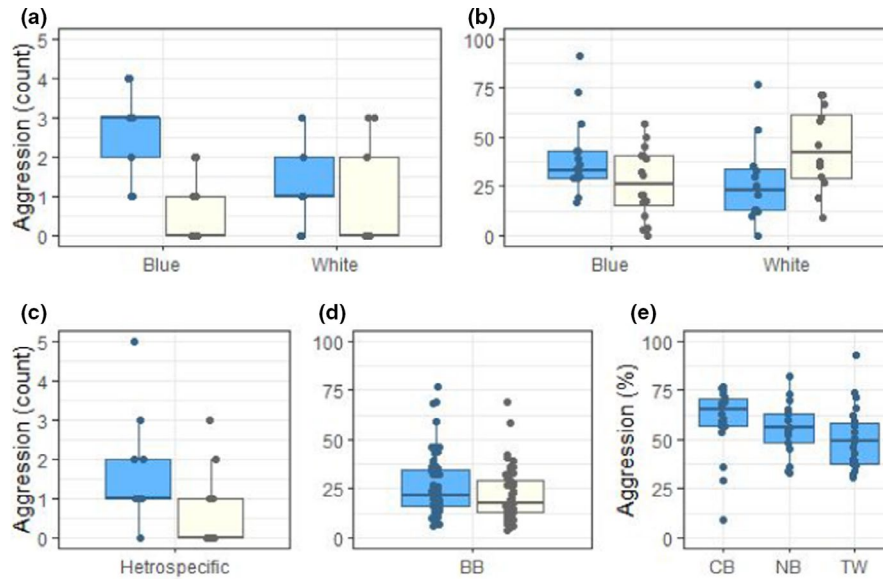 (a)
Aggression (count)
5
4
3
2
1
0
Blue White
(b)
100
75
50
25
0
Blue White
(c)
Aggression (count)
5
4
3
2
1
0
Hetrospecific
(d)
100
75
50
25
0
BB
(e)
Aggression (%)
100
75
50
25
0
CB NB TW